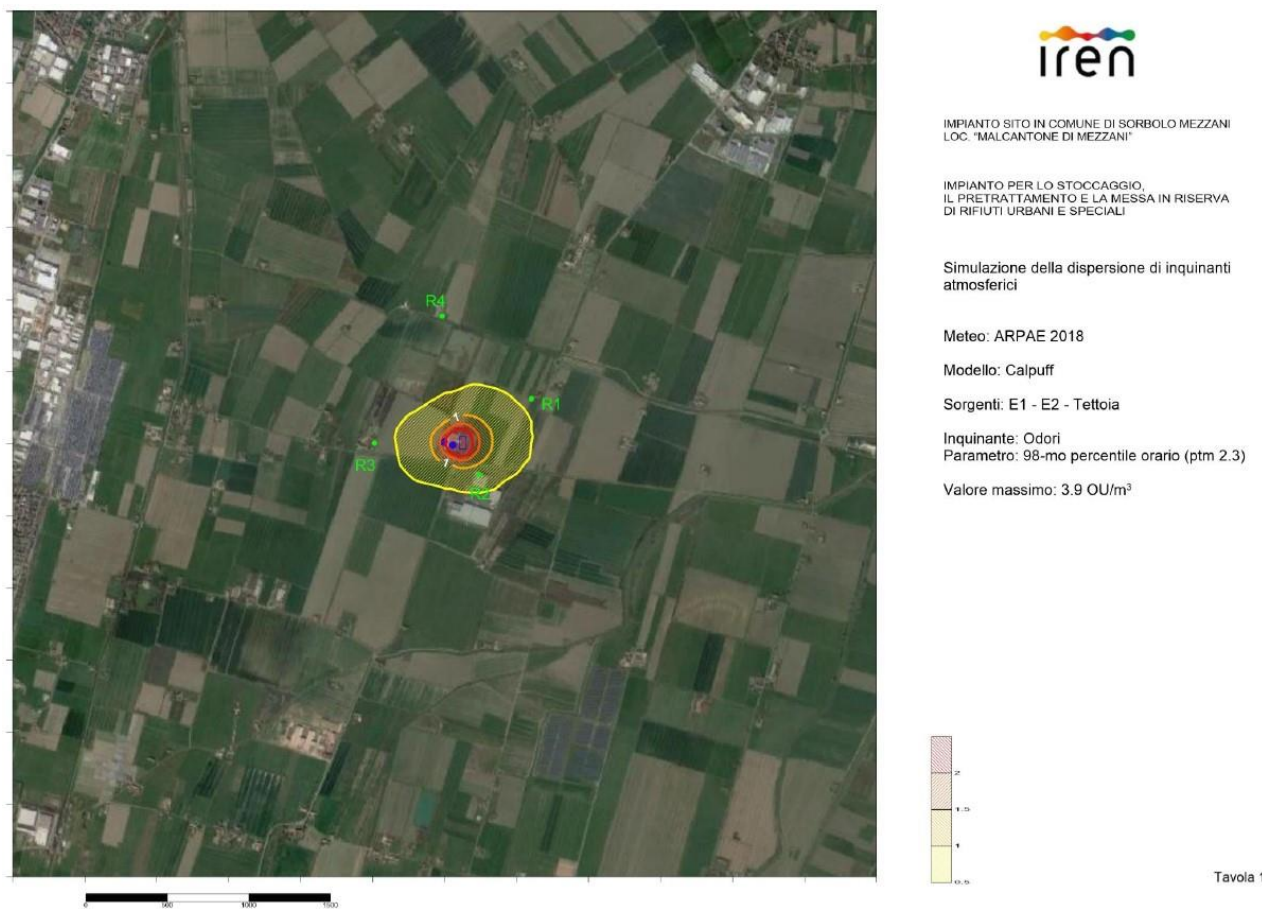 iren
IMPIANTO SITO IN COMUNE DI SORBOLO MEZZANI
LOC. "MALCANTONE DI MEZZANI"
IMPIANTO PER LO STOCCAGGIO,
IL PRETRATTAMENTO E LA MESSA IN RISERVA
DI RIFIUTI URBANI E SPECIALI
Simulazione della dispersione di inquinanti
atmosferici
Meteo: ARPAE 2018
Modello: Calpuff
Sorgenti: E1 - E2 - Tettoia
Inquinante: Odori
Parametro: 98-mo percentile orario (ptm 2.3)
Valore massimo: 3.9 OU/m³
R4
R1
1
R3
1
R2
2
1.5
1
0.5
Tavola 1
0 500 1000 1500